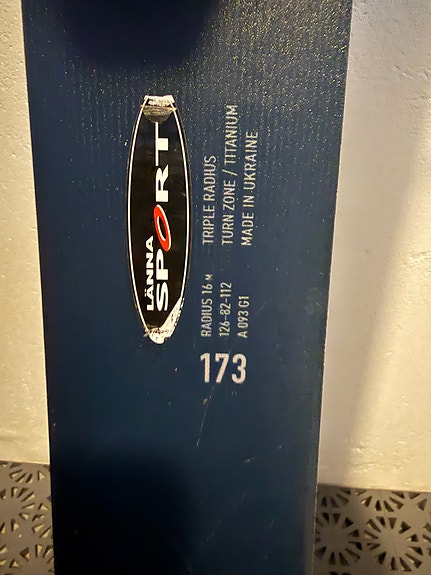 LÄNNA
SPORT
RADIUS 16 M TRIPLE RADIUS
126-82-112 TURN ZONE / TITANIUM
A 093 G1 MADE IN UKRAINE
173